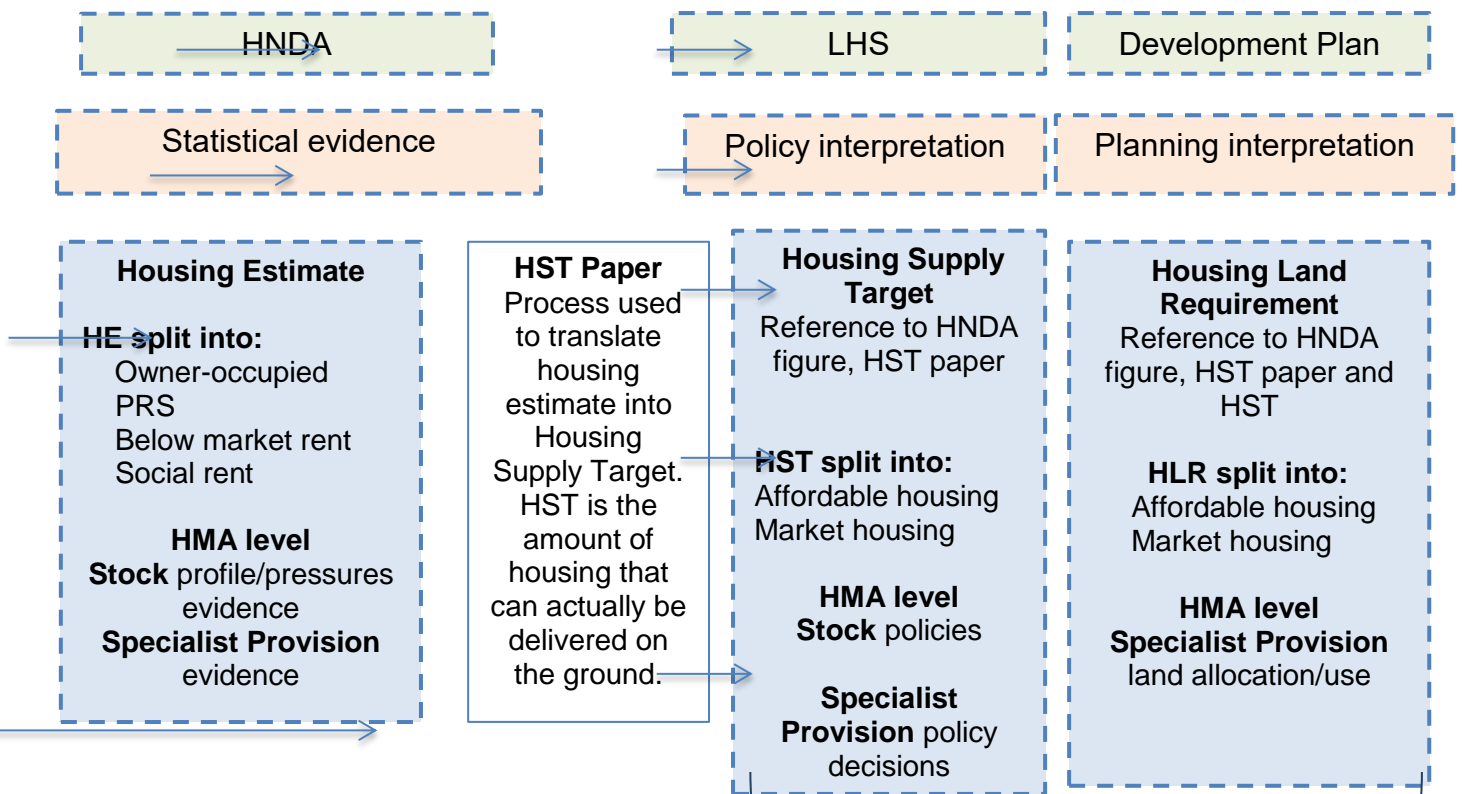 HNDA
LHS
Development Plan
Statistical evidence
Policy interpretation
Planning interpretation
Housing Estimate
HE split into:
Owner-occupied
PRS
Below market rent
Social rent
HMA level
Stock profile/pressures
evidence
Specialist Provision
evidence
HST Paper
Process used
to translate
housing
estimate into
Housing
Supply Target.
HST is the
amount of
housing that
can actually be
delivered on
the ground.
Housing Supply
Target
Reference to HNDA
figure, HST paper
HST split into:
Affordable housing
Market housing
HMA level
Stock policies
Specialist
Provision policy
decisions
Housing Land
Requirement
Reference to HNDA
figure, HST paper and
HST
HLR split into:
Affordable housing
Market housing
HMA level
Specialist Provision
land allocation/use